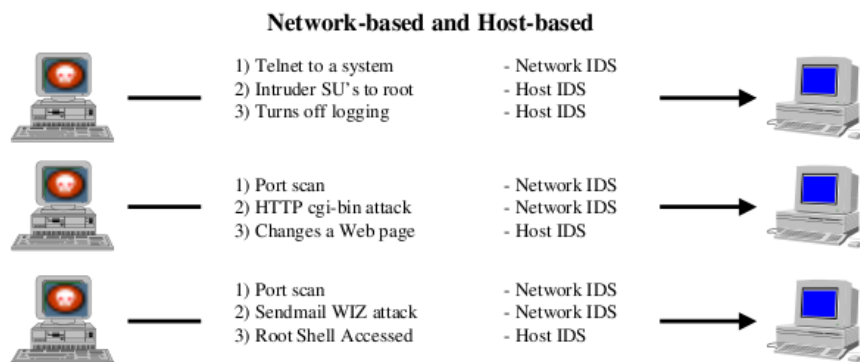 Network-based and Host-based
1) Telnet to a system - Network IDS
2) Intruder SU's to root - Host IDS
3) Turns off logging - Host IDS
1) Port scan - Network IDS
2) HTTP cgi-bin attack - Network IDS
3) Changes a Web page - Host IDS
1) Port scan - Network IDS
2) Sendmail WIZ attack - Network IDS
3) Root Shell Accessed - Host IDS